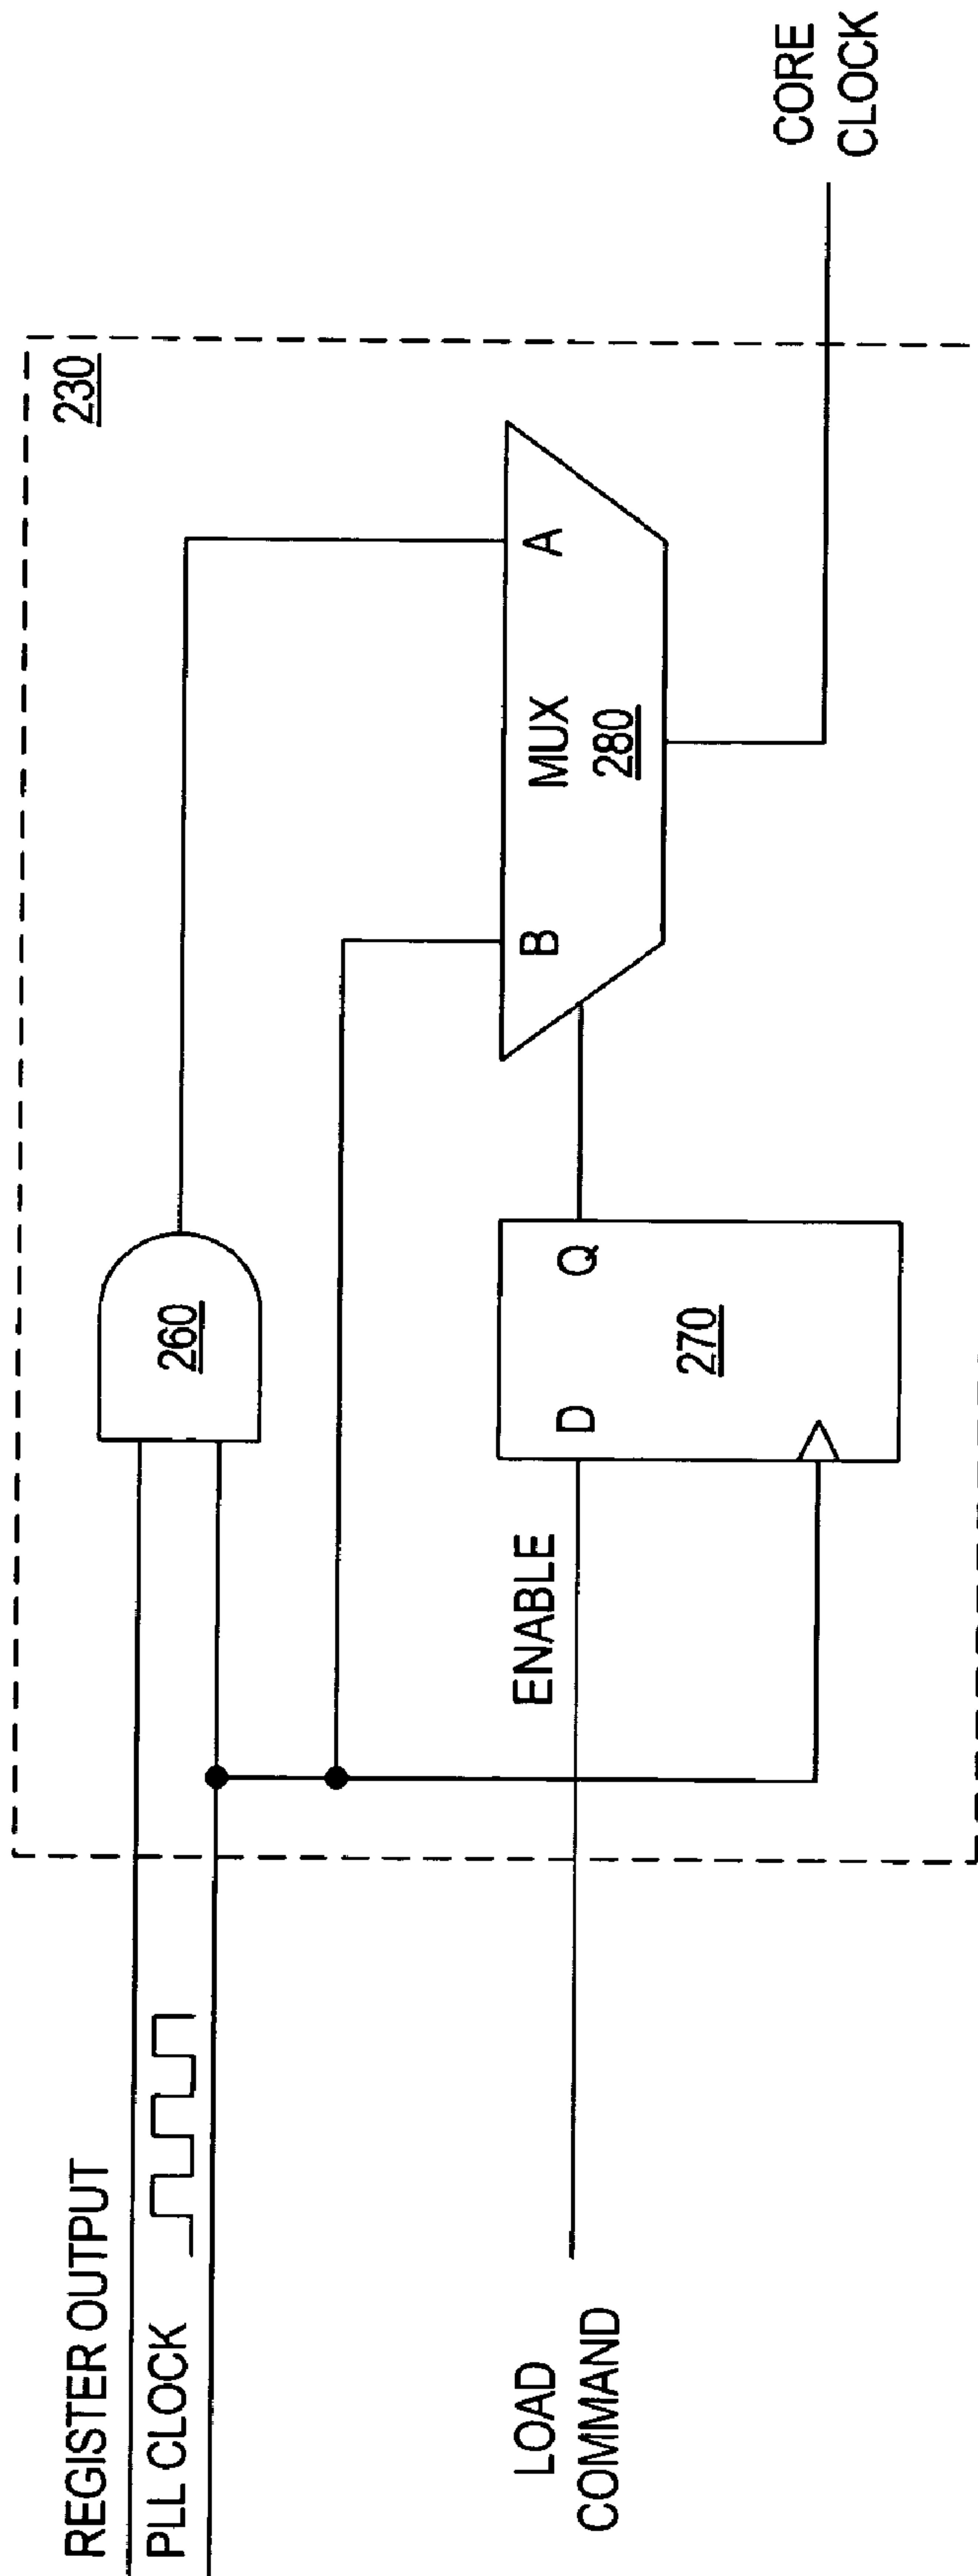 REGISTER OUTPUT
PLL CLOCK
LOAD
COMMAND
ENABLE
230
260
D
Q
270
B
A
MUX
280
CORE
CLOCK